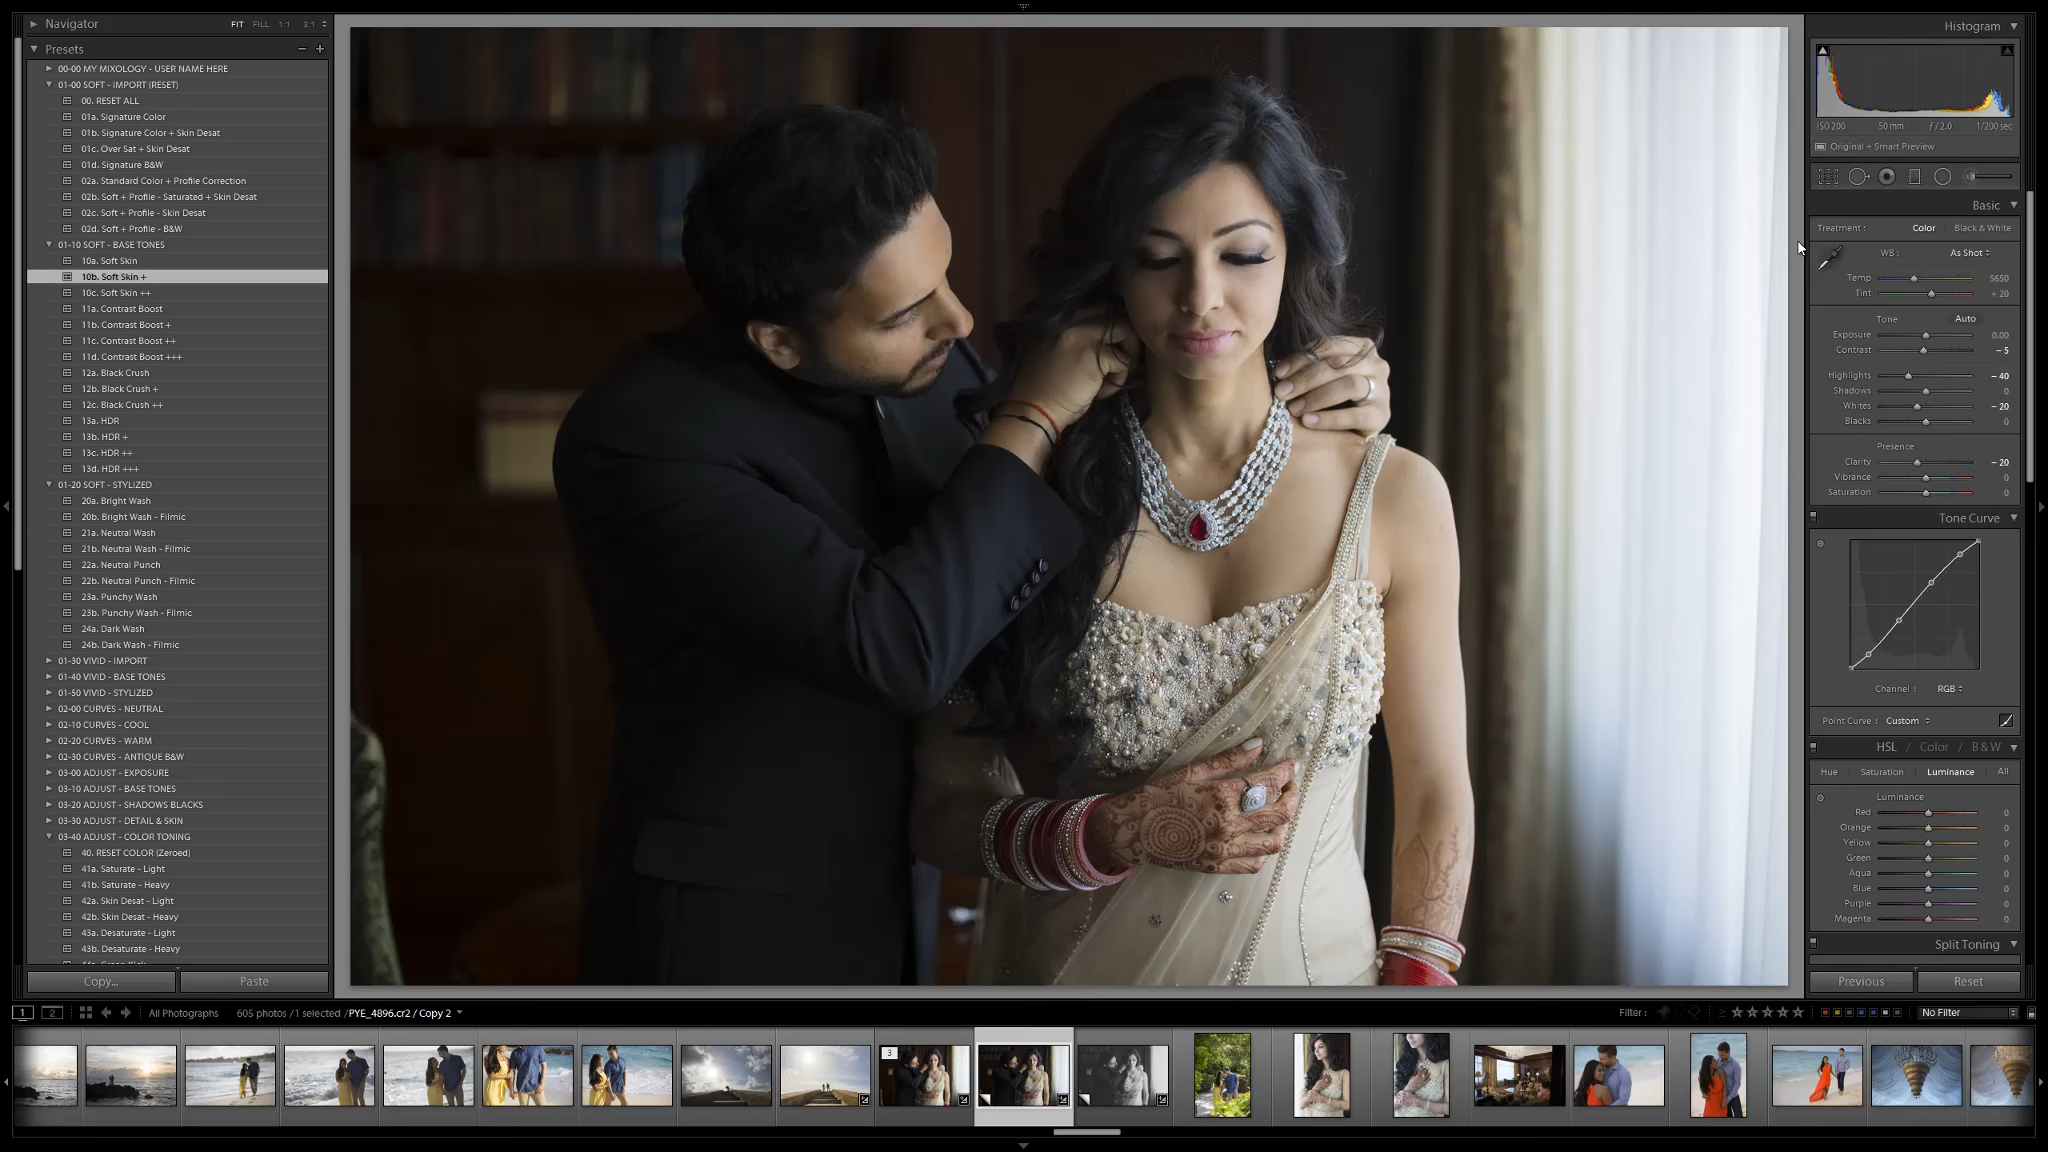 Navigator
FIT FILL 1:1 3:1
Presets
00-00 MY MIXOLOGY - USER NAME HERE
01-00 SOFT - IMPORT (RESET)
00. RESET ALL
01a. Signature Color
01b. Signature Color + Skin Desat
01c. Over Sat + Skin Desat
01d. Signature B&W
02a. Standard Color + Profile Correction
02b. Soft + Profile - Saturated + Skin Desat
02c. Soft + Profile - Skin Desat
02d. Soft + Profile - B&W
01-10 SOFT - BASE TONES
10a. Soft Skin
10b. Soft Skin +
10c. Soft Skin ++
11a. Contrast Boost
11b. Contrast Boost +
11c. Contrast Boost ++
11d. Contrast Boost +++
12a. Black Crush
12b. Black Crush +
12c. Black Crush ++
13a. HDR
13b. HDR +
13c. HDR ++
13d. HDR +++
01-20 SOFT - STYLIZED
20a. Bright Wash
20b. Bright Wash - Filmic
21a. Neutral Wash
21b. Neutral Wash - Filmic
22a. Neutral Punch
22b. Neutral Punch - Filmic
23a. Punchy Wash
23b. Punchy Wash - Filmic
24a. Dark Wash
24b. Dark Wash - Filmic
01-30 VIVID - IMPORT
01-40 VIVID - BASE TONES
01-50 VIVID - STYLIZED
02-00 CURVES - NEUTRAL
02-10 CURVES - COOL
02-20 CURVES - WARM
02-30 CURVES - ANTIQUE B&W
03-00 ADJUST - EXPOSURE
03-10 ADJUST - BASE TONES
03-20 ADJUST - SHADOWS BLACKS
03-30 ADJUST - DETAIL & SKIN
03-40 ADJUST - COLOR TONING
40. RESET COLOR (Zeroed)
41a. Saturate - Light
41b. Saturate - Heavy
42a. Skin Desat - Light
42b. Skin Desat - Heavy
43a. Desaturate - Light
43b. Desaturate - Heavy
Copy... Paste
Histogram
ISO 200 50 mm ƒ / 2.0 1/200 sec
Original + Smart Preview
Basic
Treatment : Color Black & White
WB : As Shot
Temp 5650
Tint + 20
Tone Auto
Exposure 0.00
Contrast – 5
Highlights – 40
Shadows 0
Whites – 20
Blacks 0
Presence
Clarity – 20
Vibrance 0
Saturation 0
Tone Curve
Channel : RGB
Point Curve : Custom
HSL / Color / B & W
Hue Saturation Luminance All
Luminance
Red 0
Orange 0
Yellow 0
Green 0
Aqua 0
Blue 0
Purple 0
Magenta 0
Split Toning
Previous Reset
1 2 All Photographs 605 photos / 1 selected / PYE_4896.cr2 / Copy 2 Filter : No Filter
3